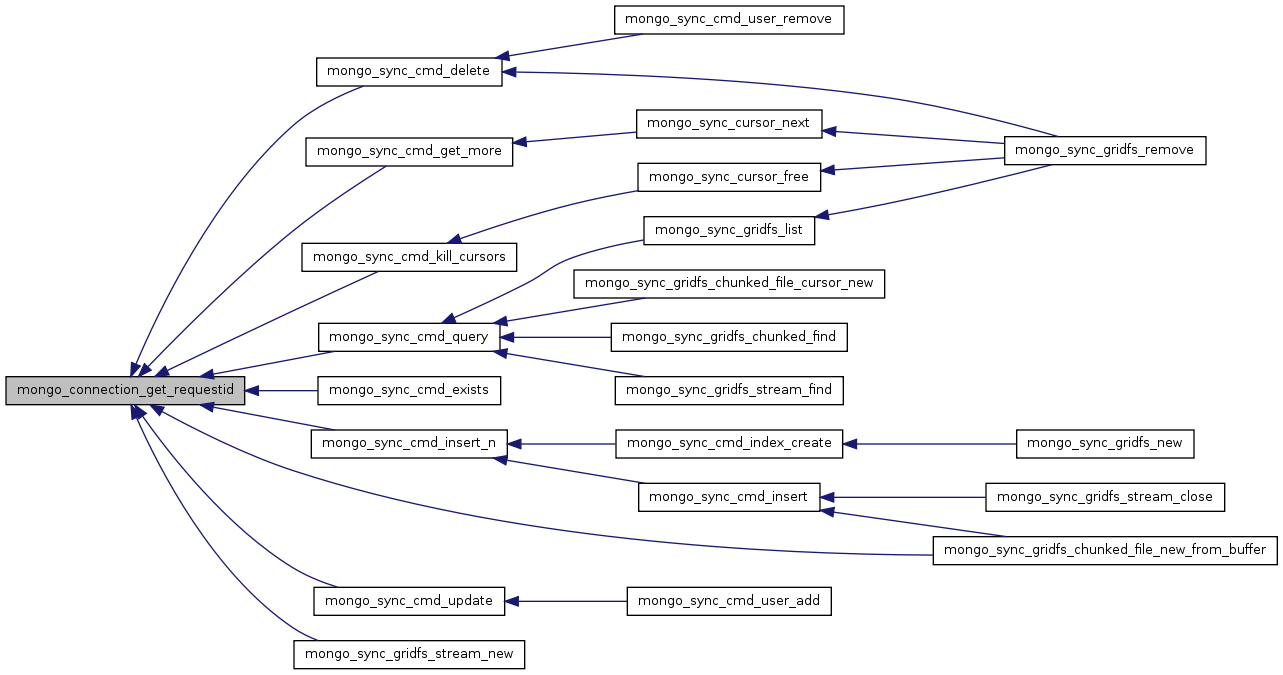 mongo_sync_cmd_user_remove
mongo_sync_cmd_delete
mongo_sync_cursor_next
mongo_sync_cmd_get_more
mongo_sync_gridfs_remove
mongo_sync_cursor_free
mongo_sync_gridfs_list
mongo_sync_cmd_kill_cursors
mongo_sync_gridfs_chunked_file_cursor_new
mongo_sync_cmd_query
mongo_sync_gridfs_chunked_find
mongo_connection_get_requestid
mongo_sync_cmd_exists
mongo_sync_gridfs_stream_find
mongo_sync_cmd_insert_n
mongo_sync_cmd_index_create
mongo_sync_gridfs_new
mongo_sync_cmd_insert
mongo_sync_gridfs_stream_close
mongo_sync_gridfs_chunked_file_new_from_buffer
mongo_sync_cmd_update
mongo_sync_cmd_user_add
mongo_sync_gridfs_stream_new